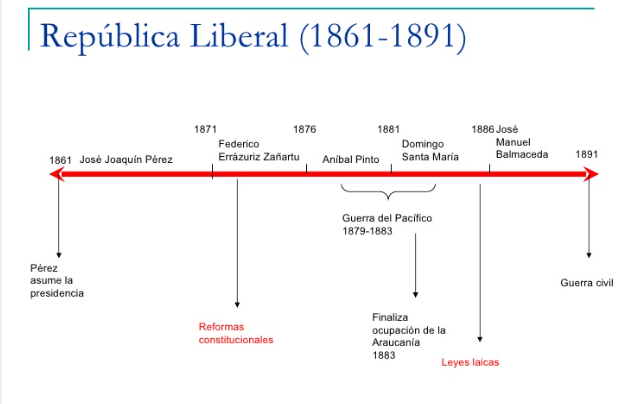 República Liberal (1861-1891)
1871
1876
1881
1886 José
Manuel
Balmaceda
1891
Federico
Errázuriz Zañartu
Domingo
Santa María
1861 José Joaquín Pérez
Aníbal Pinto
Guerra del Pacífico
1879-1883
Pérez
asume la
presidencia
Guerra civil
Reformas
constitucionales
Finaliza
ocupación de la
Araucanía
1883
Leyes laicas